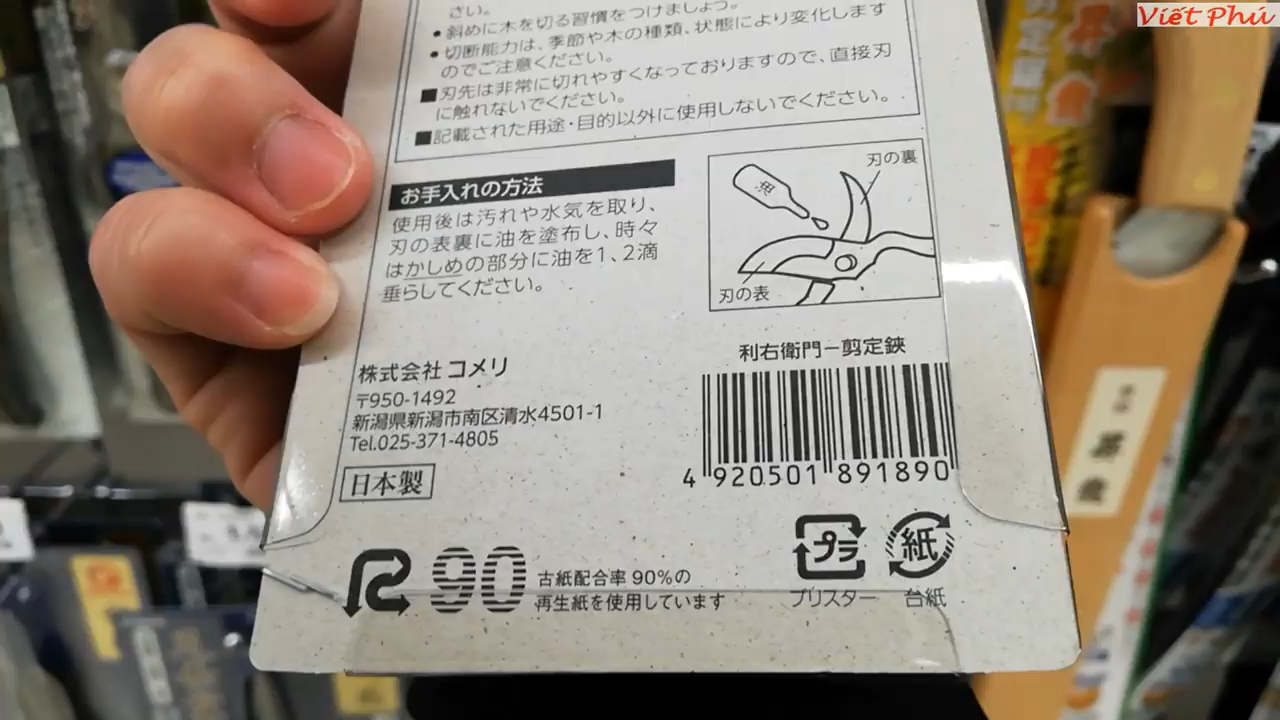 Việt Phú
さい。
●斜めに木を切る習慣をつけましょう。
●切断能力は、季節や木の種類、状態により変化します
のでご注意ください。
■刃先は非常に切れやすくなっておりますので、直接刃
に触れないでください。
■記載された用途・目的以外に使用しないでください。
お手入れの方法
使用後は汚れや水気を取り、
刃の表裏に油を塗布し、時々
はかしめの部分に油を1、2滴
垂らしてください。
刃の裏
油
刃の表
株式会社 コメリ
〒950-1492
新潟県新潟市南区清水4501-1
Tel.025-371-4805
日本製
利右衛門-剪定鋏
4 920501 891890
90
古紙配合率 90%の
再生紙を使用しています
プラ
ブリスター
紙
台紙